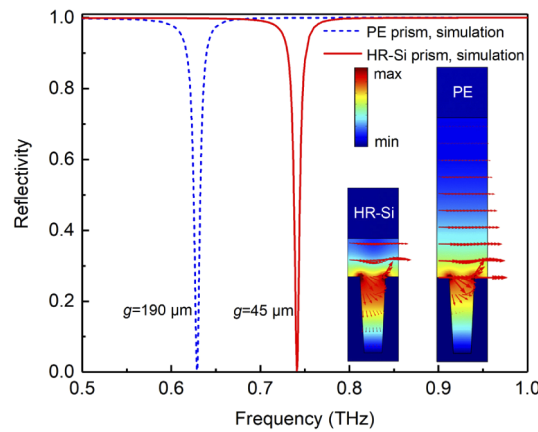 1.0
0.8
0.6
0.4
0.2
0.0
Reflectivity
PE prism, simulation
HR-Si prism, simulation
max
min
PE
HR-Si
g=190 μm
g=45 μm
0.5 0.6 0.7 0.8 0.9 1.0
Frequency (THz)